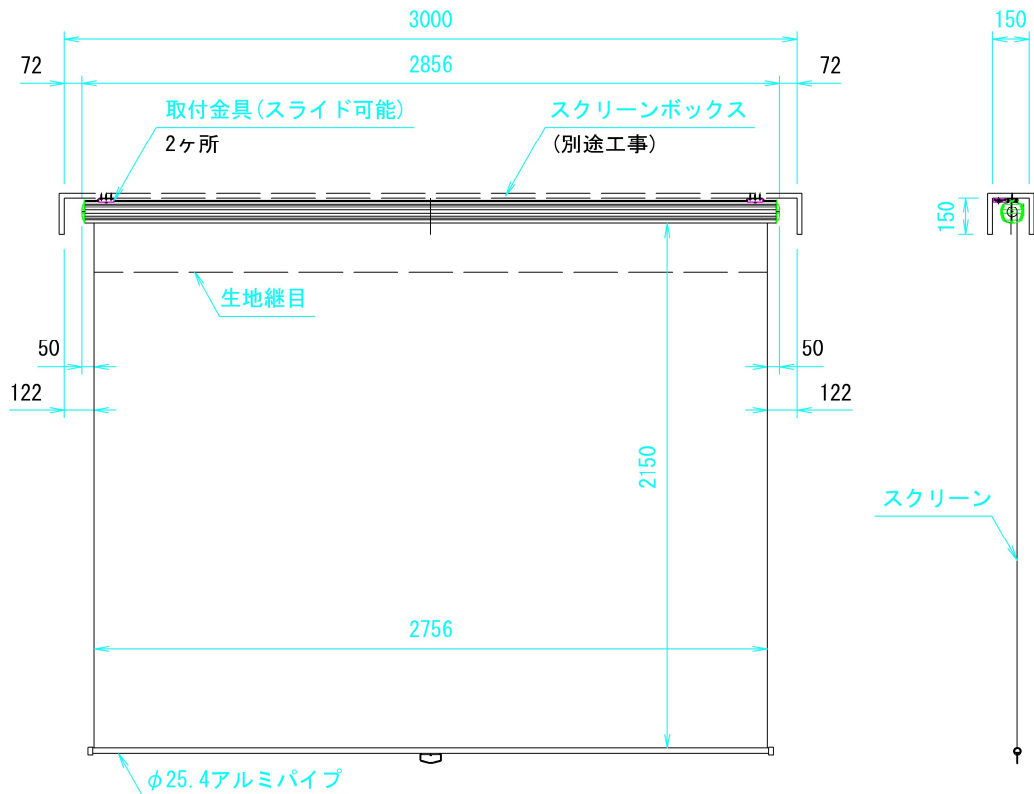 3000
150
72
2856
72
取付金具(スライド可能)
2ヶ所
スクリーンボックス
(別途工事)
150
生地継目
50
50
122
122
2150
スクリーン
2756
φ25.4アルミパイプ